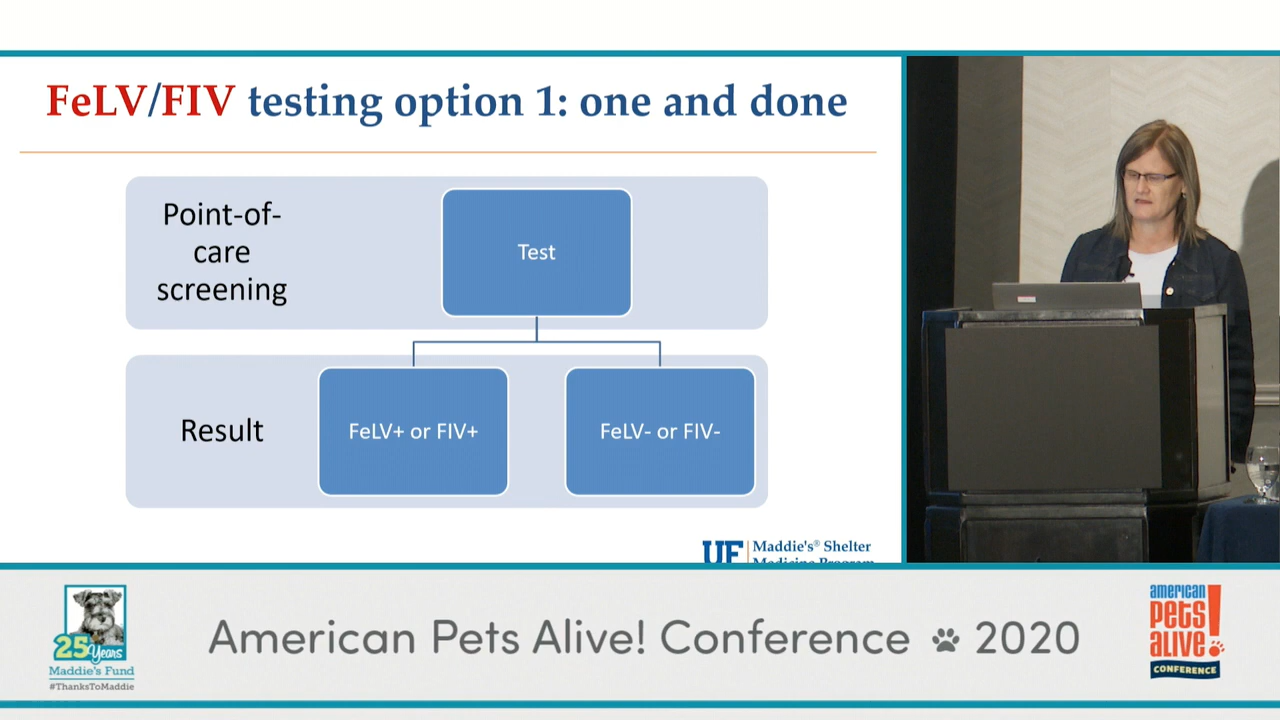 FeLV/FIV testing option 1: one and done
Point-of-
care
screening
Test
Result
FeLV+ or FIV+
FeLV- or FIV-
UF
Maddie's® Shelter
Medicine Program
25 Years
Maddie's Fund
#ThanksToMaddie
American Pets Alive! Conference 2020
american
pets
alive!
CONFERENCE